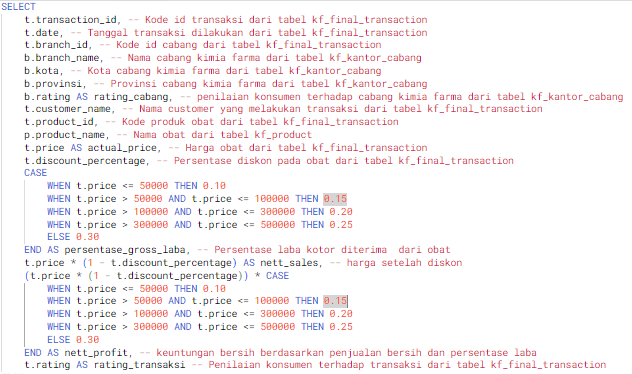 SELECT
t.transaction_id, -- Kode id transaksi dari tabel kf_final_transaction
t.date, -- Tanggal transaksi dilakukan dari tabel kf_final_transaction
t.branch_id, -- Kode id cabang dari tabel kf_final_transaction
b.branch_name, -- Nama cabang kimia farma dari tabel kf_kantor_cabang
b.kota, -- Kota cabang kimia farma dari tabel kf_kantor_cabang
b.provinsi, -- Provinsi cabang kimia farma dari tabel kf_kantor_cabang
b.rating AS rating_cabang, -- penilaian konsumen terhadap cabang kimia farma dari tabel kf_kantor_cabang
t.customer_name, -- Nama customer yang melakukan transaksi dari tabel kf_final_transaction
t.product_id, -- Kode produk obat dari tabel kf_final_transaction
p.product_name, -- Nama obat dari tabel kf_product
t.price AS actual_price, -- Harga obat dari tabel kf_final_transaction
t.discount_percentage, -- Persentase diskon pada obat dari tabel kf_final_transaction
CASE
WHEN t.price <= 50000 THEN 0.10
WHEN t.price > 50000 AND t.price <= 100000 THEN 0.15
WHEN t.price > 100000 AND t.price <= 300000 THEN 0.20
WHEN t.price > 300000 AND t.price <= 500000 THEN 0.25
ELSE 0.30
END AS persentase_gross_laba, -- Persentase laba kotor diterima  dari obat
t.price * (1 - t.discount_percentage) AS nett_sales, -- harga setelah diskon
(t.price * (1 - t.discount_percentage)) * CASE
WHEN t.price <= 50000 THEN 0.10
WHEN t.price > 50000 AND t.price <= 100000 THEN 0.15
WHEN t.price > 100000 AND t.price <= 300000 THEN 0.20
WHEN t.price > 300000 AND t.price <= 500000 THEN 0.25
ELSE 0.30
END AS nett_profit, -- keuntungan bersih berdasarkan penjualan bersih dan persentase laba
t.rating AS rating_transaksi -- Penilaian konsumen terhadap transaksi dari tabel kf_final_transaction